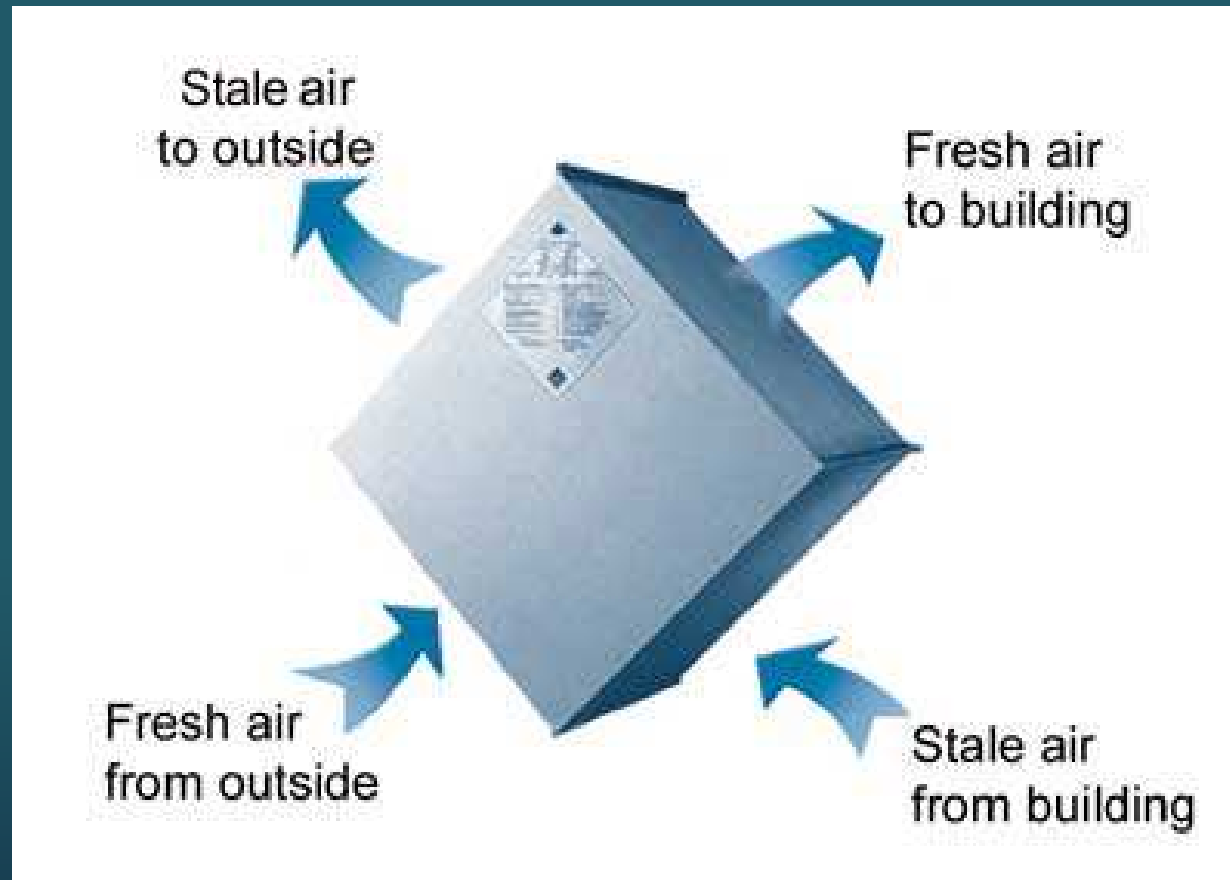 Stale air
to outside
Fresh air
to building
Fresh air
from outside
Stale air
from building